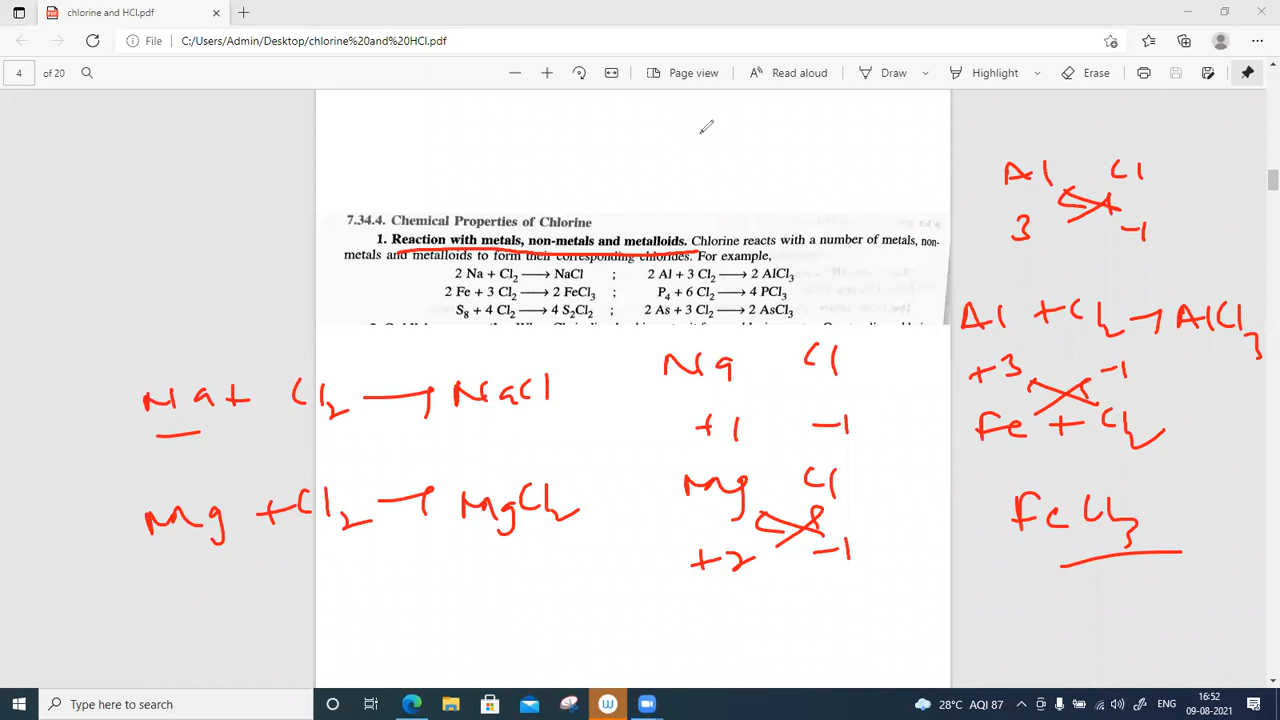 chlorine and HCl.pdf
File C:/Users/Admin/Desktop/chlorine%20and%20HCl.pdf
4 of 20 Page view Read aloud Draw Highlight Erase
7.34.4. Chemical Properties of Chlorine
1. Reaction with metals, non-metals and metalloids. Chlorine reacts with a number of metals, non-
metals and metalloids to form their corresponding chlorides. For example,
2 Na + Cl₂ ⟶ NaCl ; 2 Al + 3 Cl₂ ⟶ 2 AlCl₃
2 Fe + 3 Cl₂ ⟶ 2 FeCl₃ ; P₄ + 6 Cl₂ ⟶ 4 PCl₃
S₈ + 4 Cl₂ ⟶ 4 S₂Cl₂ ; 2 As + 3 Cl₂ ⟶ 2 AsCl₃
Na + Cl₂ ⟶ NaCl
Mg + Cl₂ → MgCl₂
Na Cl
+1 -1
Mg Cl
+2 -1
Al Cl
3 -1
Al + Cl₂ → AlCl₃
+3 -1
Fe + Cl₂
FeCl₃
Type here to search
28°C AQI 87 ENG 16:52
09-08-2021